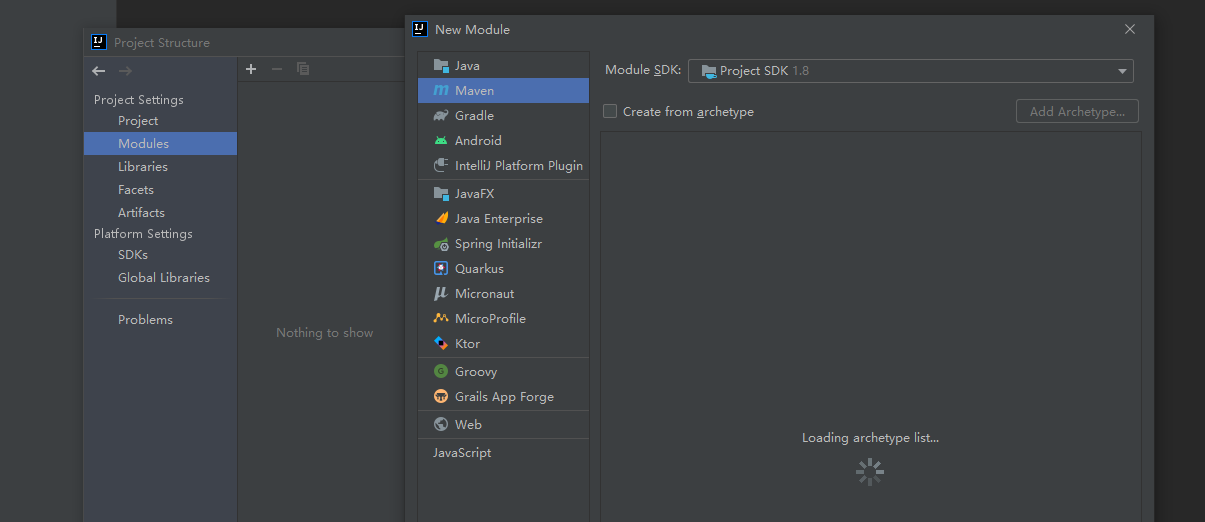 Project Structure
Project Settings
Project
Modules
Libraries
Facets
Artifacts
Platform Settings
SDKs
Global Libraries
Problems
Nothing to show
New Module
Java
Maven
Gradle
Android
IntelliJ Platform Plugin
JavaFX
Java Enterprise
Spring Initializr
Quarkus
Micronaut
MicroProfile
Ktor
Groovy
Grails App Forge
Web
JavaScript
Module SDK: Project SDK 1.8
Create from archetype Add Archetype...
Loading archetype list...